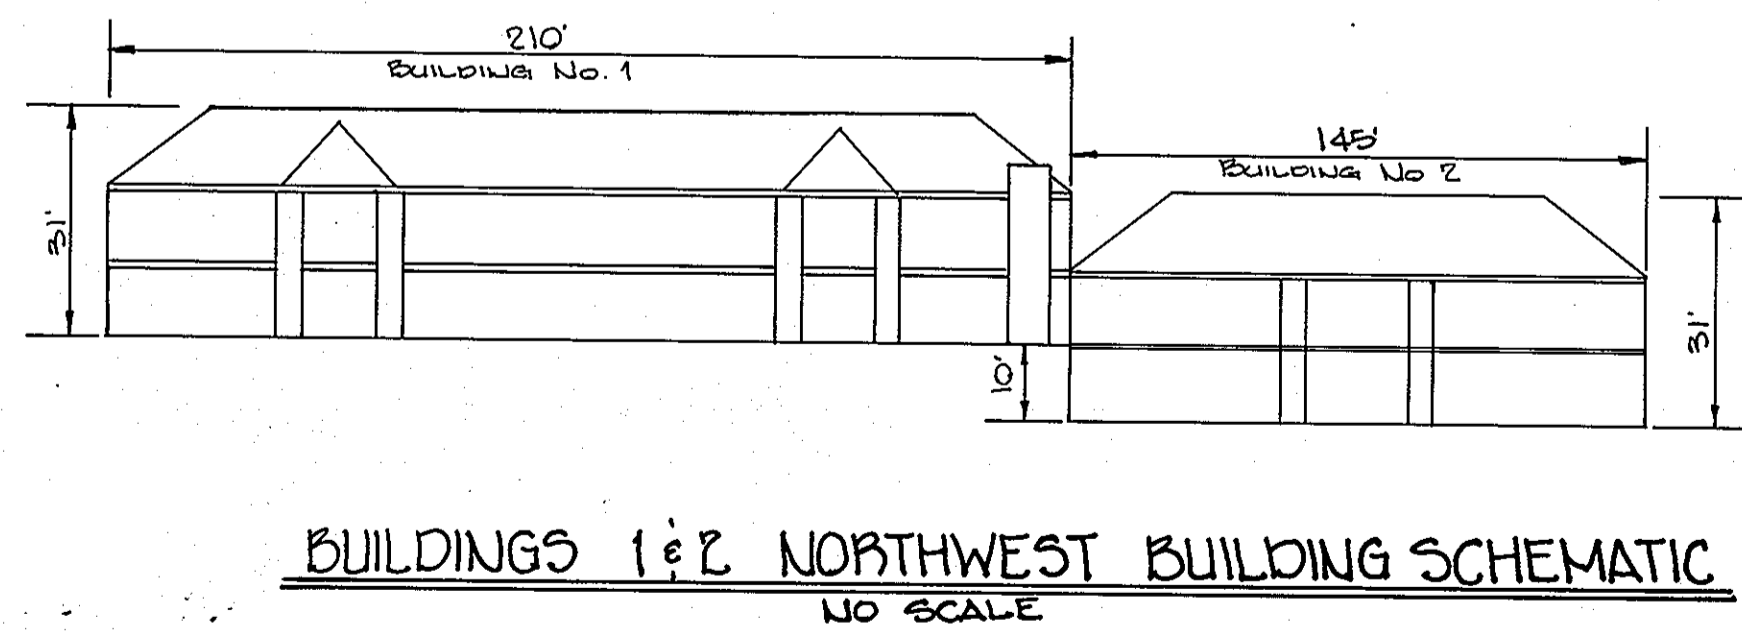 210'
BUILDING No. 1
145'
BUILDING No 2
31'
31'
10'
BUILDINGS 1 & 2 NORTHWEST BUILDING SCHEMATIC
NO SCALE